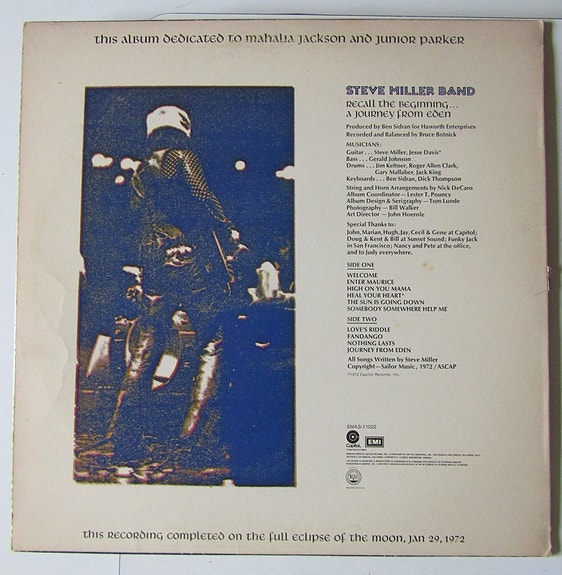 this album dedicated to mahalia jackson and junior parker
STEVE MILLER BAND
recall the beginning...
a journey from eden
Produced by Ben Sidran for Haworth Enterprises
Recorded and Balanced by Bruce Botnick
MUSICIANS:
Guitar . . . Steve Miller, Jesse Davis*
Bass . . . Gerald Johnson
Drums . . . Jim Keltner, Roger Allen Clark,
Gary Mallaber, Jack King
Keyboards . . . Ben Sidran, Dick Thompson
String and Horn Arrangements by Nick DeCaro
Album Coordinator—Lester T. Pouncy
Album Design & Serigraphy—Tom Lunde
Photography—Bill Walker
Art Director—John Hoernle
Special Thanks to:
John, Marian, Hugh, Jay, Cecil & Gene at Capitol;
Doug & Kent & Bill at Sunset Sound; Funky Jack
in San Francisco; Nancy and Pete at the office,
and to Judy everywhere.
SIDE ONE
WELCOME
ENTER MAURICE
HIGH ON YOU MAMA
HEAL YOUR HEART*
THE SUN IS GOING DOWN
SOMEBODY SOMEWHERE HELP ME
SIDE TWO
LOVE'S RIDDLE
FANDANGO
NOTHING LASTS
JOURNEY FROM EDEN
All Songs Written by Steve Miller
Copyright—Sailor Music, 1972/ASCAP
©1972 Capitol Records, Inc.
SMAS-11022
Capitol EMI
this recording completed on the full eclipse of the moon, jan 29, 1972